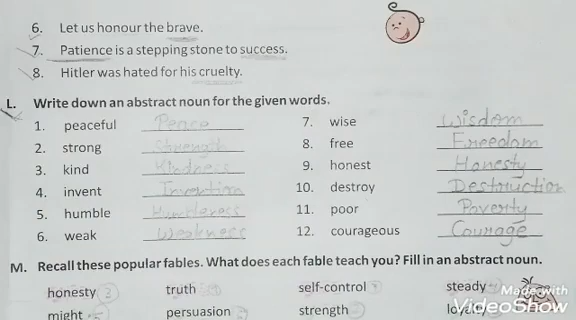 6. Let us honour the brave.
7. Patience is a stepping stone to success.
8. Hitler was hated for his cruelty.
L. Write down an abstract noun for the given words.
1. peaceful Peace 7. wise Wisdom
2. strong Strength 8. free Freedom
3. kind Kindness 9. honest Honesty
4. invent Invention 10. destroy Destruction
5. humble Humbleness 11. poor Poverty
6. weak Weakness 12. courageous Courage
M. Recall these popular fables. What does each fable teach you? Fill in an abstract noun.
honesty truth self-control steady
might persuasion strength loyalty
Made with
VideoShow